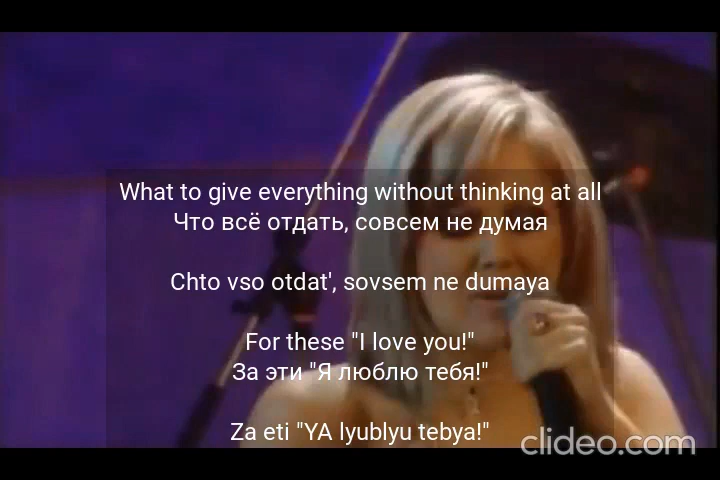 What to give everything without thinking at all
Что всё отдать, совсем не думая
Chto vso otdat', sovsem ne dumaya
For these "I love you!"
За эти "Я люблю тебя!"
Za eti "YA lyublyu tebya!"
clideo.com